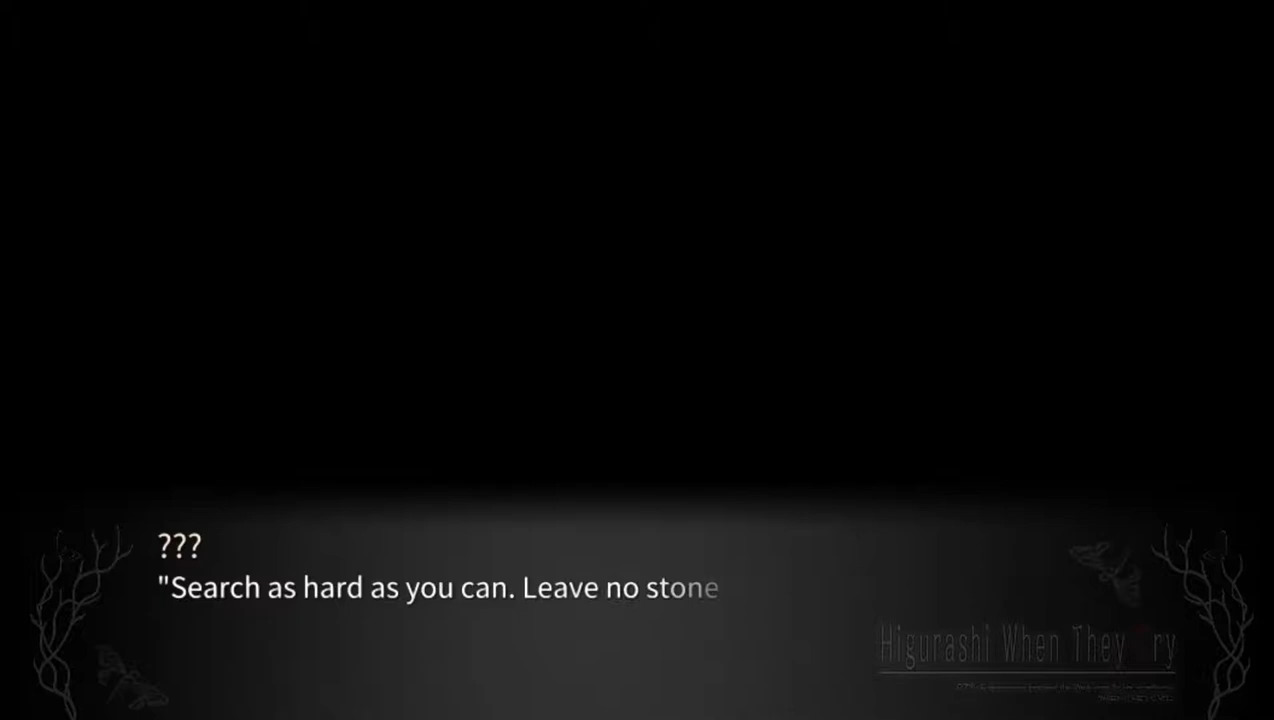 ???
"Search as hard as you can. Leave no stone
Higurashi When They Cry